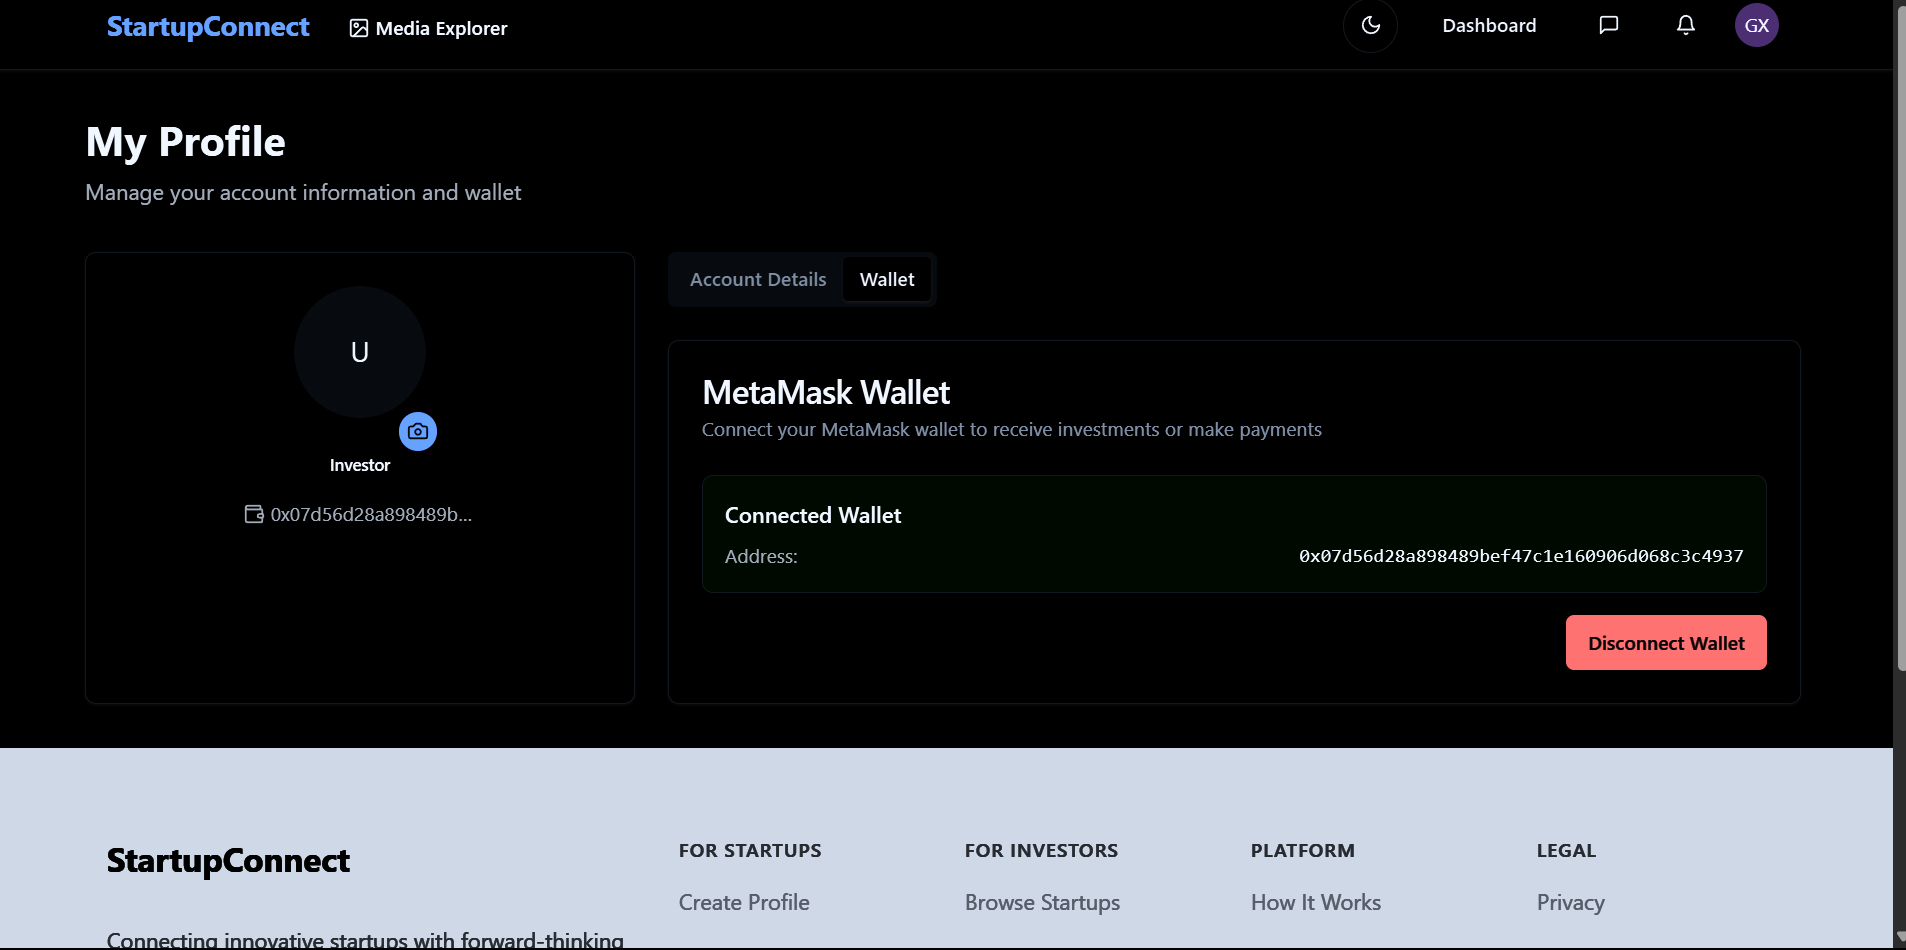 StartupConnect
Media Explorer
Dashboard
GX
My Profile
Manage your account information and wallet
U
Investor
0x07d56d28a898489b...
Account Details
Wallet
MetaMask Wallet
Connect your MetaMask wallet to receive investments or make payments
Connected Wallet
Address:
0x07d56d28a898489bef47c1e160906d068c3c4937
Disconnect Wallet
StartupConnect
Connecting innovative startups with forward-thinking
FOR STARTUPS
Create Profile
FOR INVESTORS
Browse Startups
PLATFORM
How It Works
LEGAL
Privacy